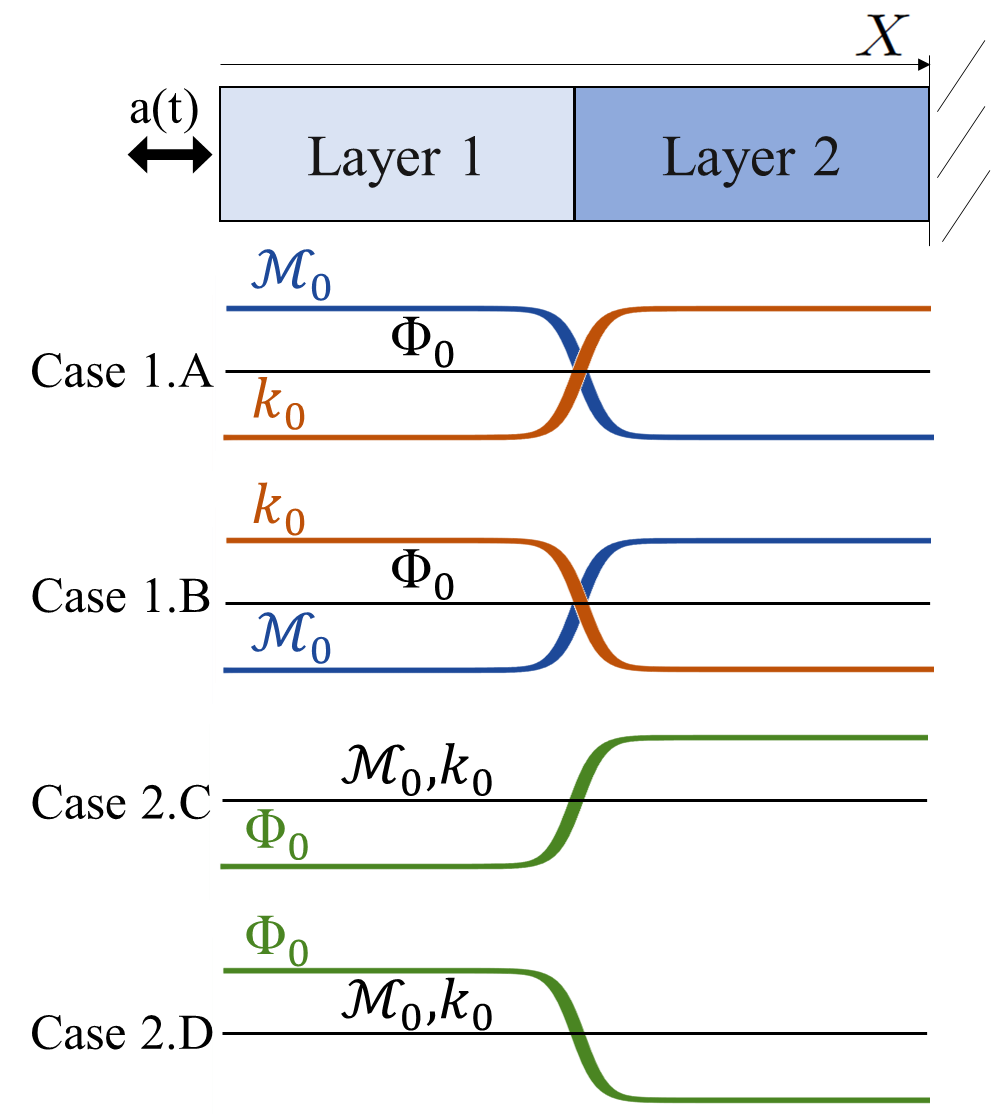 X
a(t)
Layer 1 Layer 2
ℳ₀
Φ₀
Case 1.A
k₀
k₀
Φ₀
Case 1.B
ℳ₀
ℳ₀,k₀
Case 2.C
Φ₀
Φ₀
ℳ₀,k₀
Case 2.D